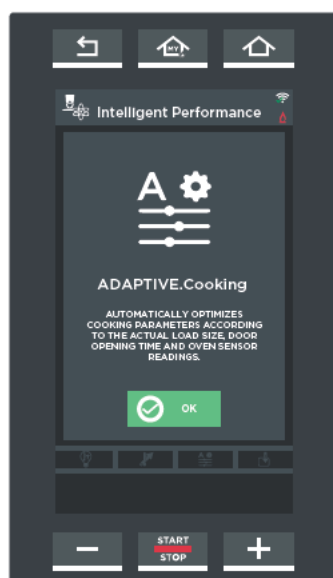 MY
Intelligent Performance
A
ADAPTIVE.Cooking
AUTOMATICALLY OPTIMIZES
COOKING PARAMETERS ACCORDING
TO THE ACTUAL LOAD SIZE, DOOR
OPENING TIME AND OVEN SENSOR
READINGS.
OK
START
STOP